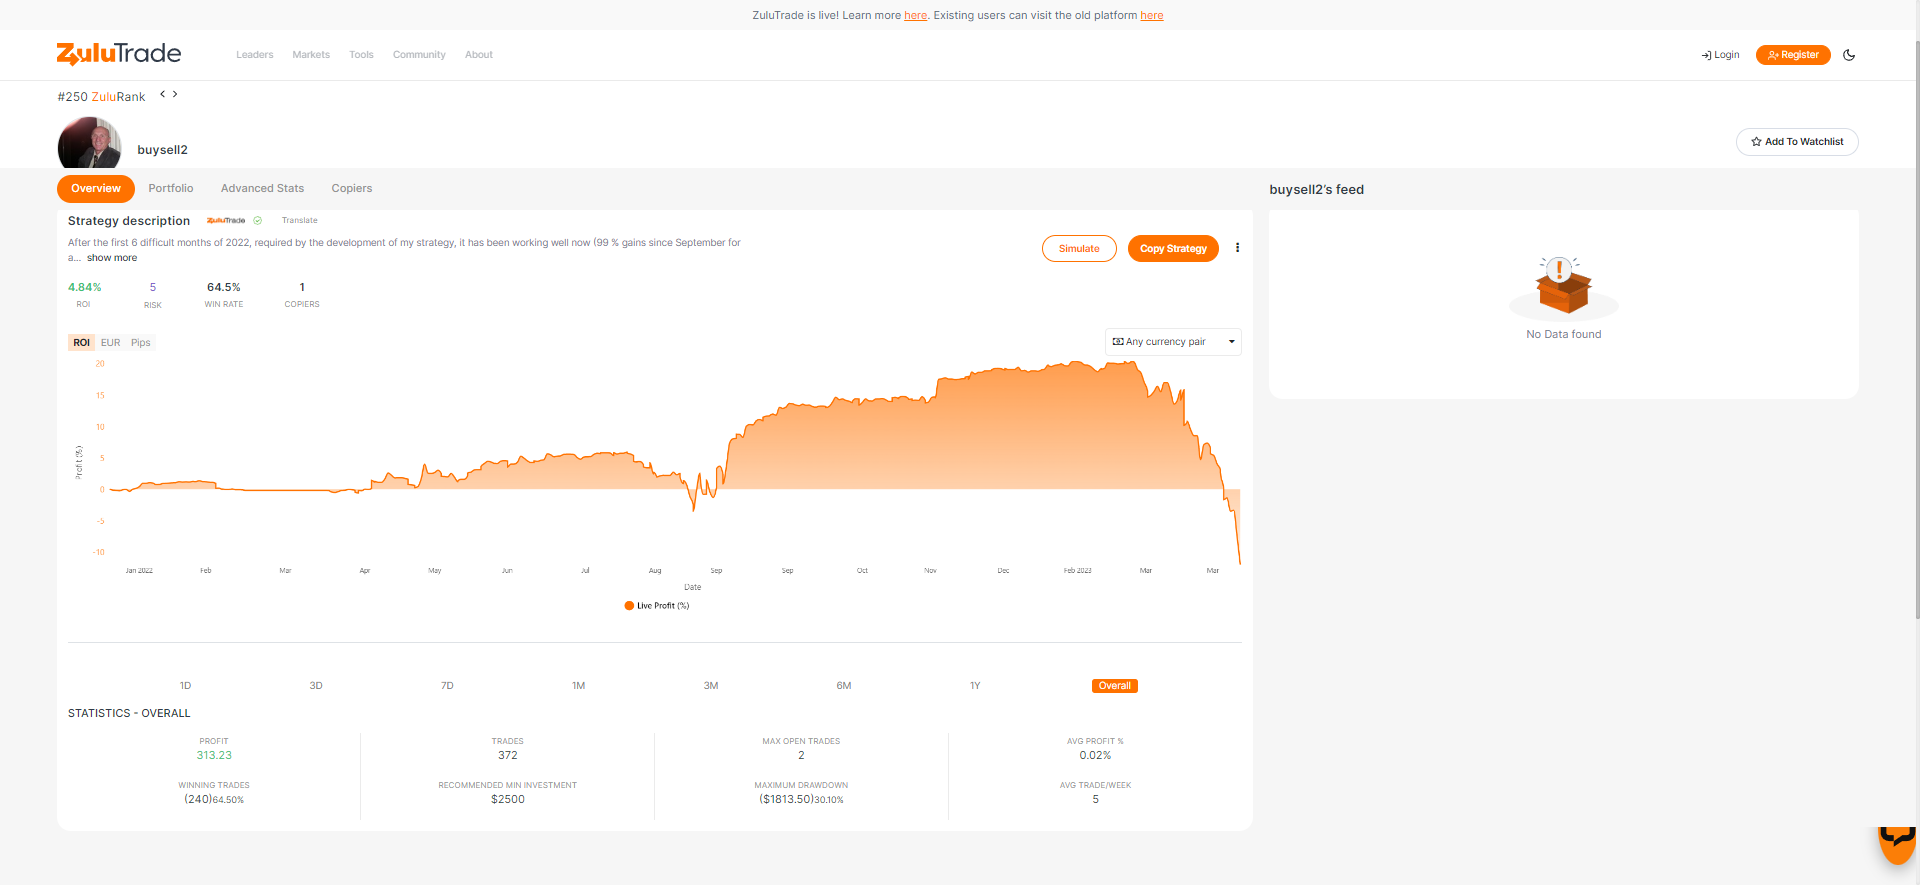 ZuluTrade is live! Learn more here. Existing users can visit the old platform here
ZuluTrade
Leaders
Markets
Tools
Community
About
Login
Register
#250 ZuluRank
buysell2
Add To Watchlist
Overview
Portfolio
Advanced Stats
Copiers
buysell2's feed
Strategy description
ZuluTrade
Translate
After the first 6 difficult months of 2022, required by the development of my strategy, it has been working well now (99 % gains since September for
a... show more
Simulate
Copy Strategy
4.84%
5
64.5%
1
ROI
RISK
WIN RATE
COPIERS
No Data found
ROI
EUR
Pips
Any currency pair
20
15
10
5
0
-5
-10
Profit (%)
Jan 2022
Feb
Mar
Apr
May
Jun
Jul
Aug
Sep
Sep
Oct
Nov
Dec
Feb 2023
Mar
Mar
Date
Live Profit (%)
1D
3D
7D
1M
3M
6M
1Y
Overall
STATISTICS - OVERALL
PROFIT
313.23
TRADES
372
MAX OPEN TRADES
2
AVG PROFIT %
0.02%
WINNING TRADES
(240)64.50%
RECOMMENDED MIN INVESTMENT
$2500
MAXIMUM DRAWDOWN
($1813.50)30.10%
AVG TRADE/WEEK
5